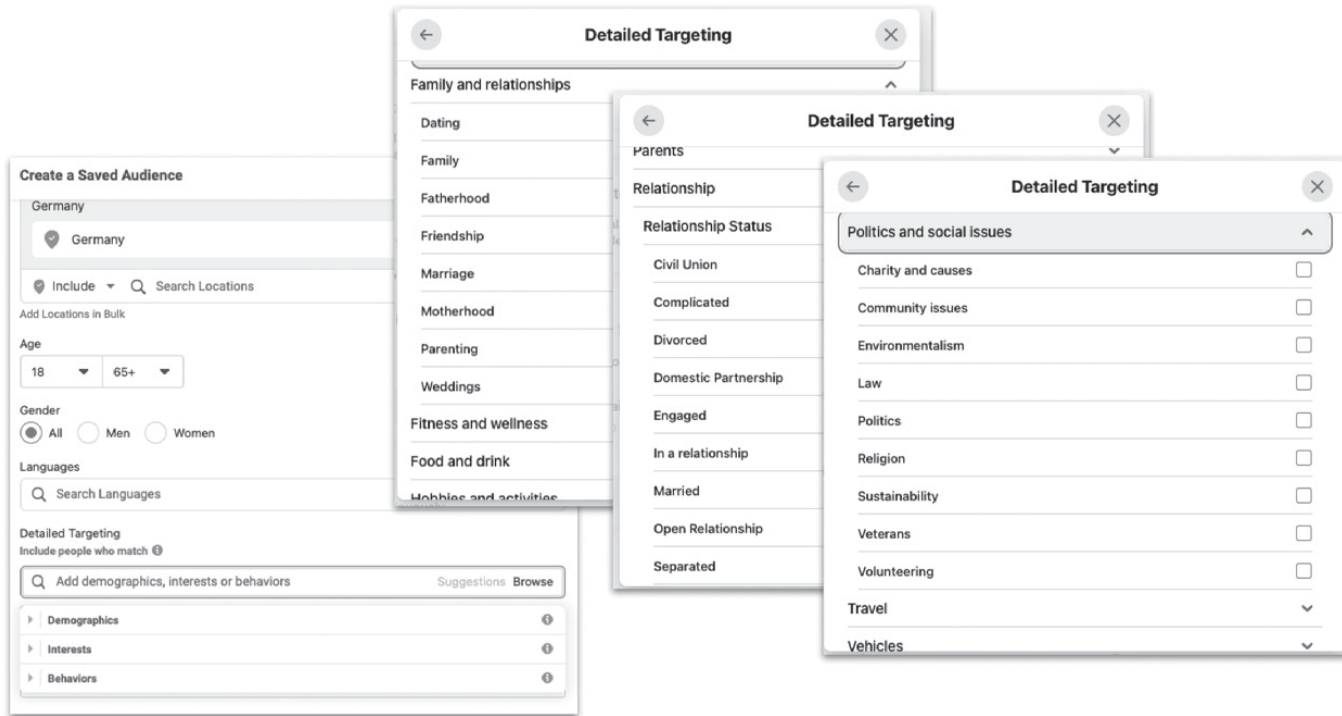 Create a Saved Audience
Germany
Germany
Include
Search Locations
Add Locations in Bulk
Age
18
65+
Gender
All
Men
Women
Languages
Search Languages
Detailed Targeting
Include people who match
Add demographics, interests or behaviors
Suggestions
Browse
Demographics
Interests
Behaviors
Detailed Targeting
Family and relationships
Dating
Family
Fatherhood
Friendship
Marriage
Motherhood
Parenting
Weddings
Fitness and wellness
Food and drink
Hobbies and activities
Detailed Targeting
Parents
Relationship
Relationship Status
Civil Union
Complicated
Divorced
Domestic Partnership
Engaged
In a relationship
Married
Open Relationship
Separated
Detailed Targeting
Politics and social issues
Charity and causes
Community issues
Environmentalism
Law
Politics
Religion
Sustainability
Veterans
Volunteering
Travel
Vehicles